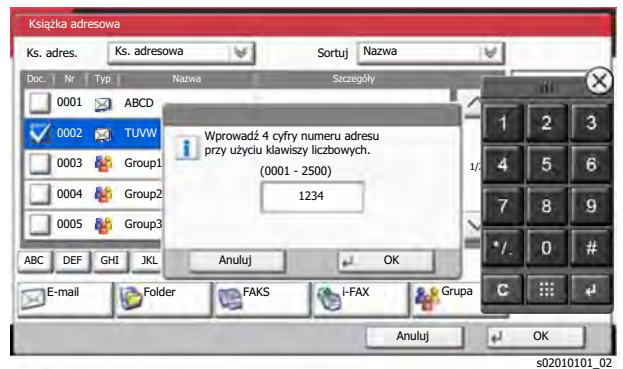 Książka adresowa
Ks. adres. Ks. adresowa Sortuj Nazwa
Doc. Nr Typ Nazwa Szczegóły
0001 ABCD
0002 TUVW
0003 Group1
0004 Group2
0005 Group3
Wprowadź 4 cyfry numeru adresu
przy użyciu klawiszy liczbowych.
(0001 - 2500)
1234
Anuluj OK
1 2 3
4 5 6
7 8 9
*/. 0 #
C
ABC DEF GHI JKL
E-mail Folder FAKS i-FAX Grupa
Anuluj OK
s02010101_02